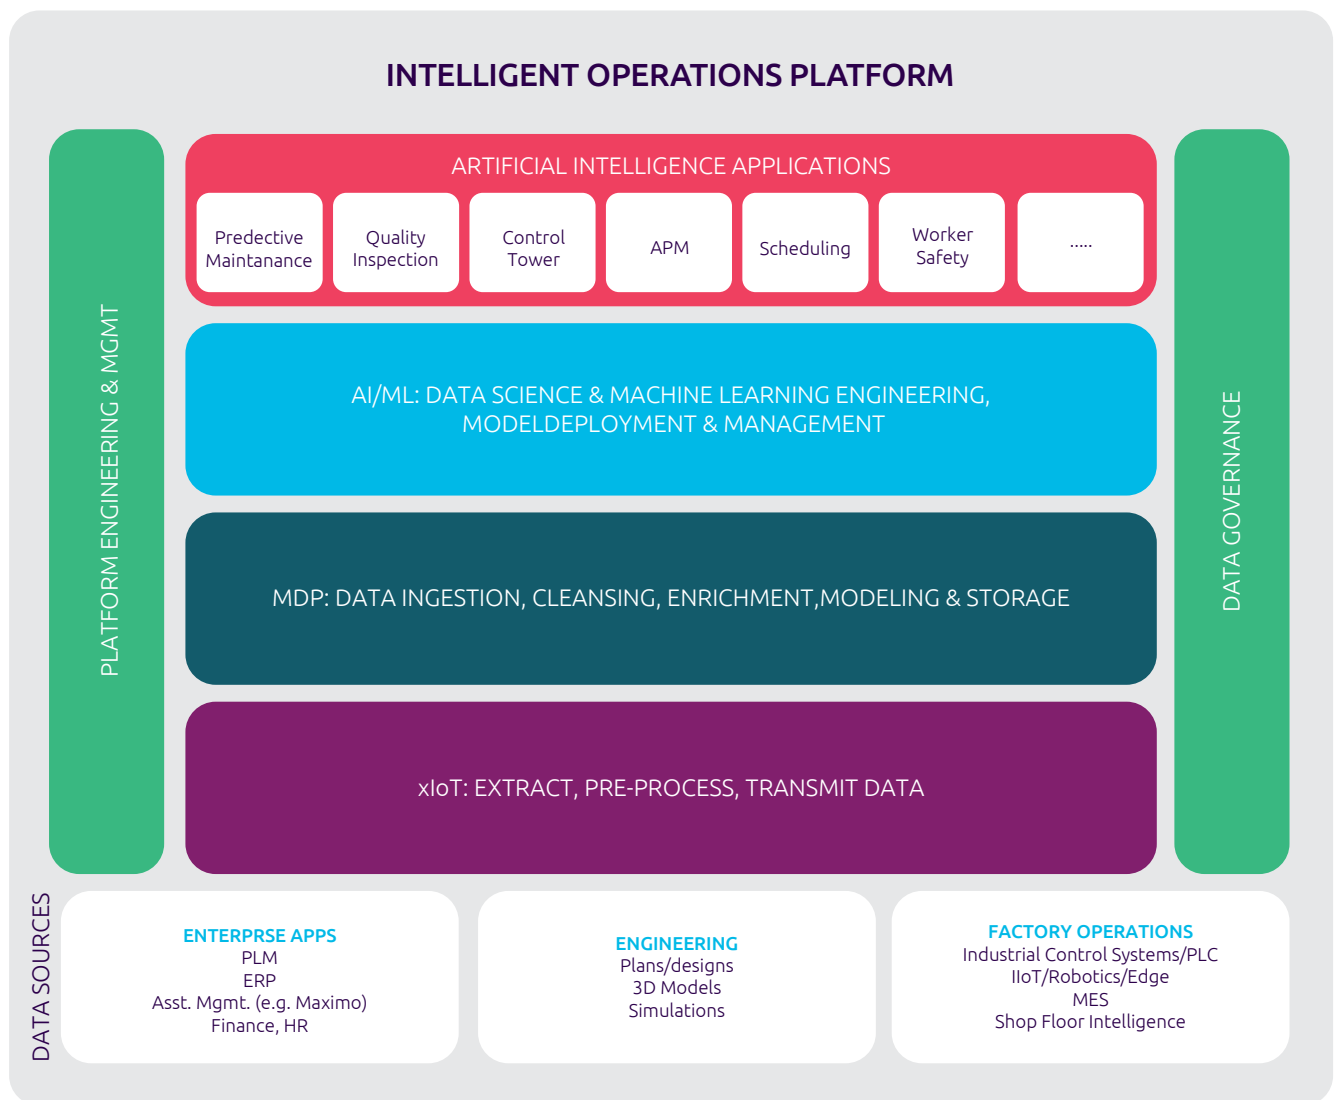 INTELLIGENT OPERATIONS PLATFORM
PLATFORM ENGINEERING & MGMT
ARTIFICIAL INTELLIGENCE APPLICATIONS
Predective
Maintanance
Quality
Inspection
Control
Tower
APM
Scheduling
Worker
Safety
.....
AI/ML: DATA SCIENCE & MACHINE LEARNING ENGINEERING,
MODELDEPLOYMENT & MANAGEMENT
MDP: DATA INGESTION, CLEANSING, ENRICHMENT,MODELING & STORAGE
xIoT: EXTRACT, PRE-PROCESS, TRANSMIT DATA
DATA GOVERNANCE
DATA SOURCES
ENTERPRSE APPS
PLM
ERP
Asst. Mgmt. (e.g. Maximo)
Finance, HR
ENGINEERING
Plans/designs
3D Models
Simulations
FACTORY OPERATIONS
Industrial Control Systems/PLC
IIoT/Robotics/Edge
MES
Shop Floor Intelligence